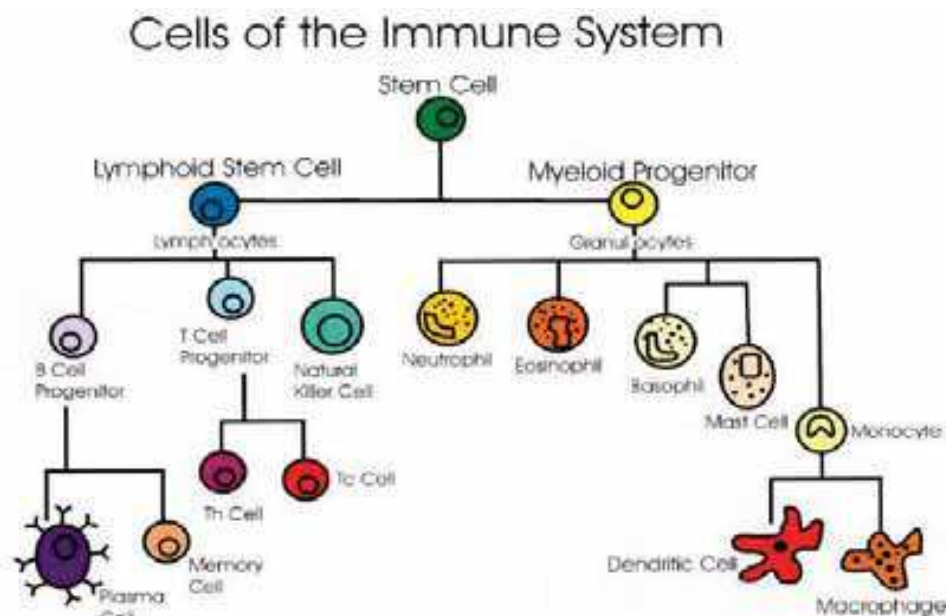 Cells of the Immune System
Stem Cell
Lymphoid Stem Cell
Myeloid Progenitor
Lymphocytes
Granulocytes
B Cell
Progenitor
T Cell
Progenitor
Natural
Killer Cell
Neutrophil
Eosinophil
Basophil
Mast Cell
Monocyte
Th Cell
Tc Cell
Plasma
Cell
Memory
Cell
Dendritic Cell
Macrophage